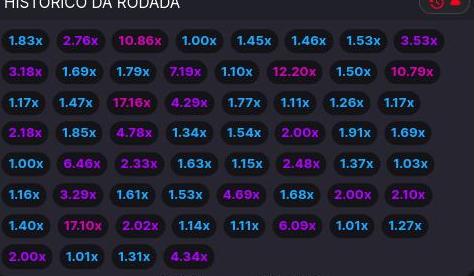 HISTÓRICO DA RODADA
1.83x 2.76x 10.86x 1.00x 1.45x 1.46x 1.53x 3.53x
3.18x 1.69x 1.79x 7.19x 1.10x 12.20x 1.50x 10.79x
1.17x 1.47x 17.16x 4.29x 1.77x 1.11x 1.26x 1.17x
2.18x 1.85x 4.78x 1.34x 1.54x 2.00x 1.91x 1.69x
1.00x 6.46x 2.33x 1.63x 1.15x 2.48x 1.37x 1.03x
1.16x 3.29x 1.61x 1.53x 4.69x 1.68x 2.00x 2.10x
1.40x 17.10x 2.02x 1.14x 1.11x 6.09x 1.01x 1.27x
2.00x 1.01x 1.31x 4.34x